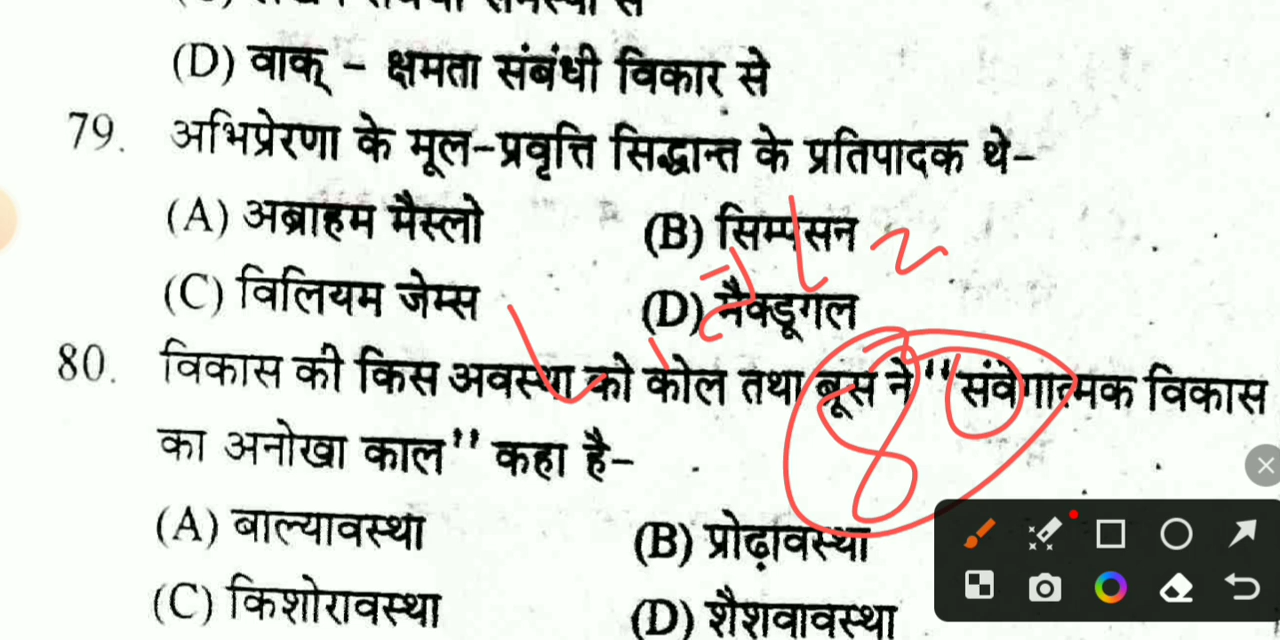 (D) वाक् - क्षमता संबंधी विकार से
79. अभिप्रेरणा के मूल-प्रवृत्ति सिद्धान्त के प्रतिपादक थे-
(A) अब्राहम मैस्लो (B) सिम्पसन
(C) विलियम जेम्स (D) मैक्डूगल
80. विकास की किस अवस्था को कोल तथा बूस ने "संवेगात्मक विकास
का अनोखा काल" कहा है-
(A) बाल्यावस्था (B) प्रोढ़ावस्था
(C) किशोरावस्था (D) शैशवावस्था
80